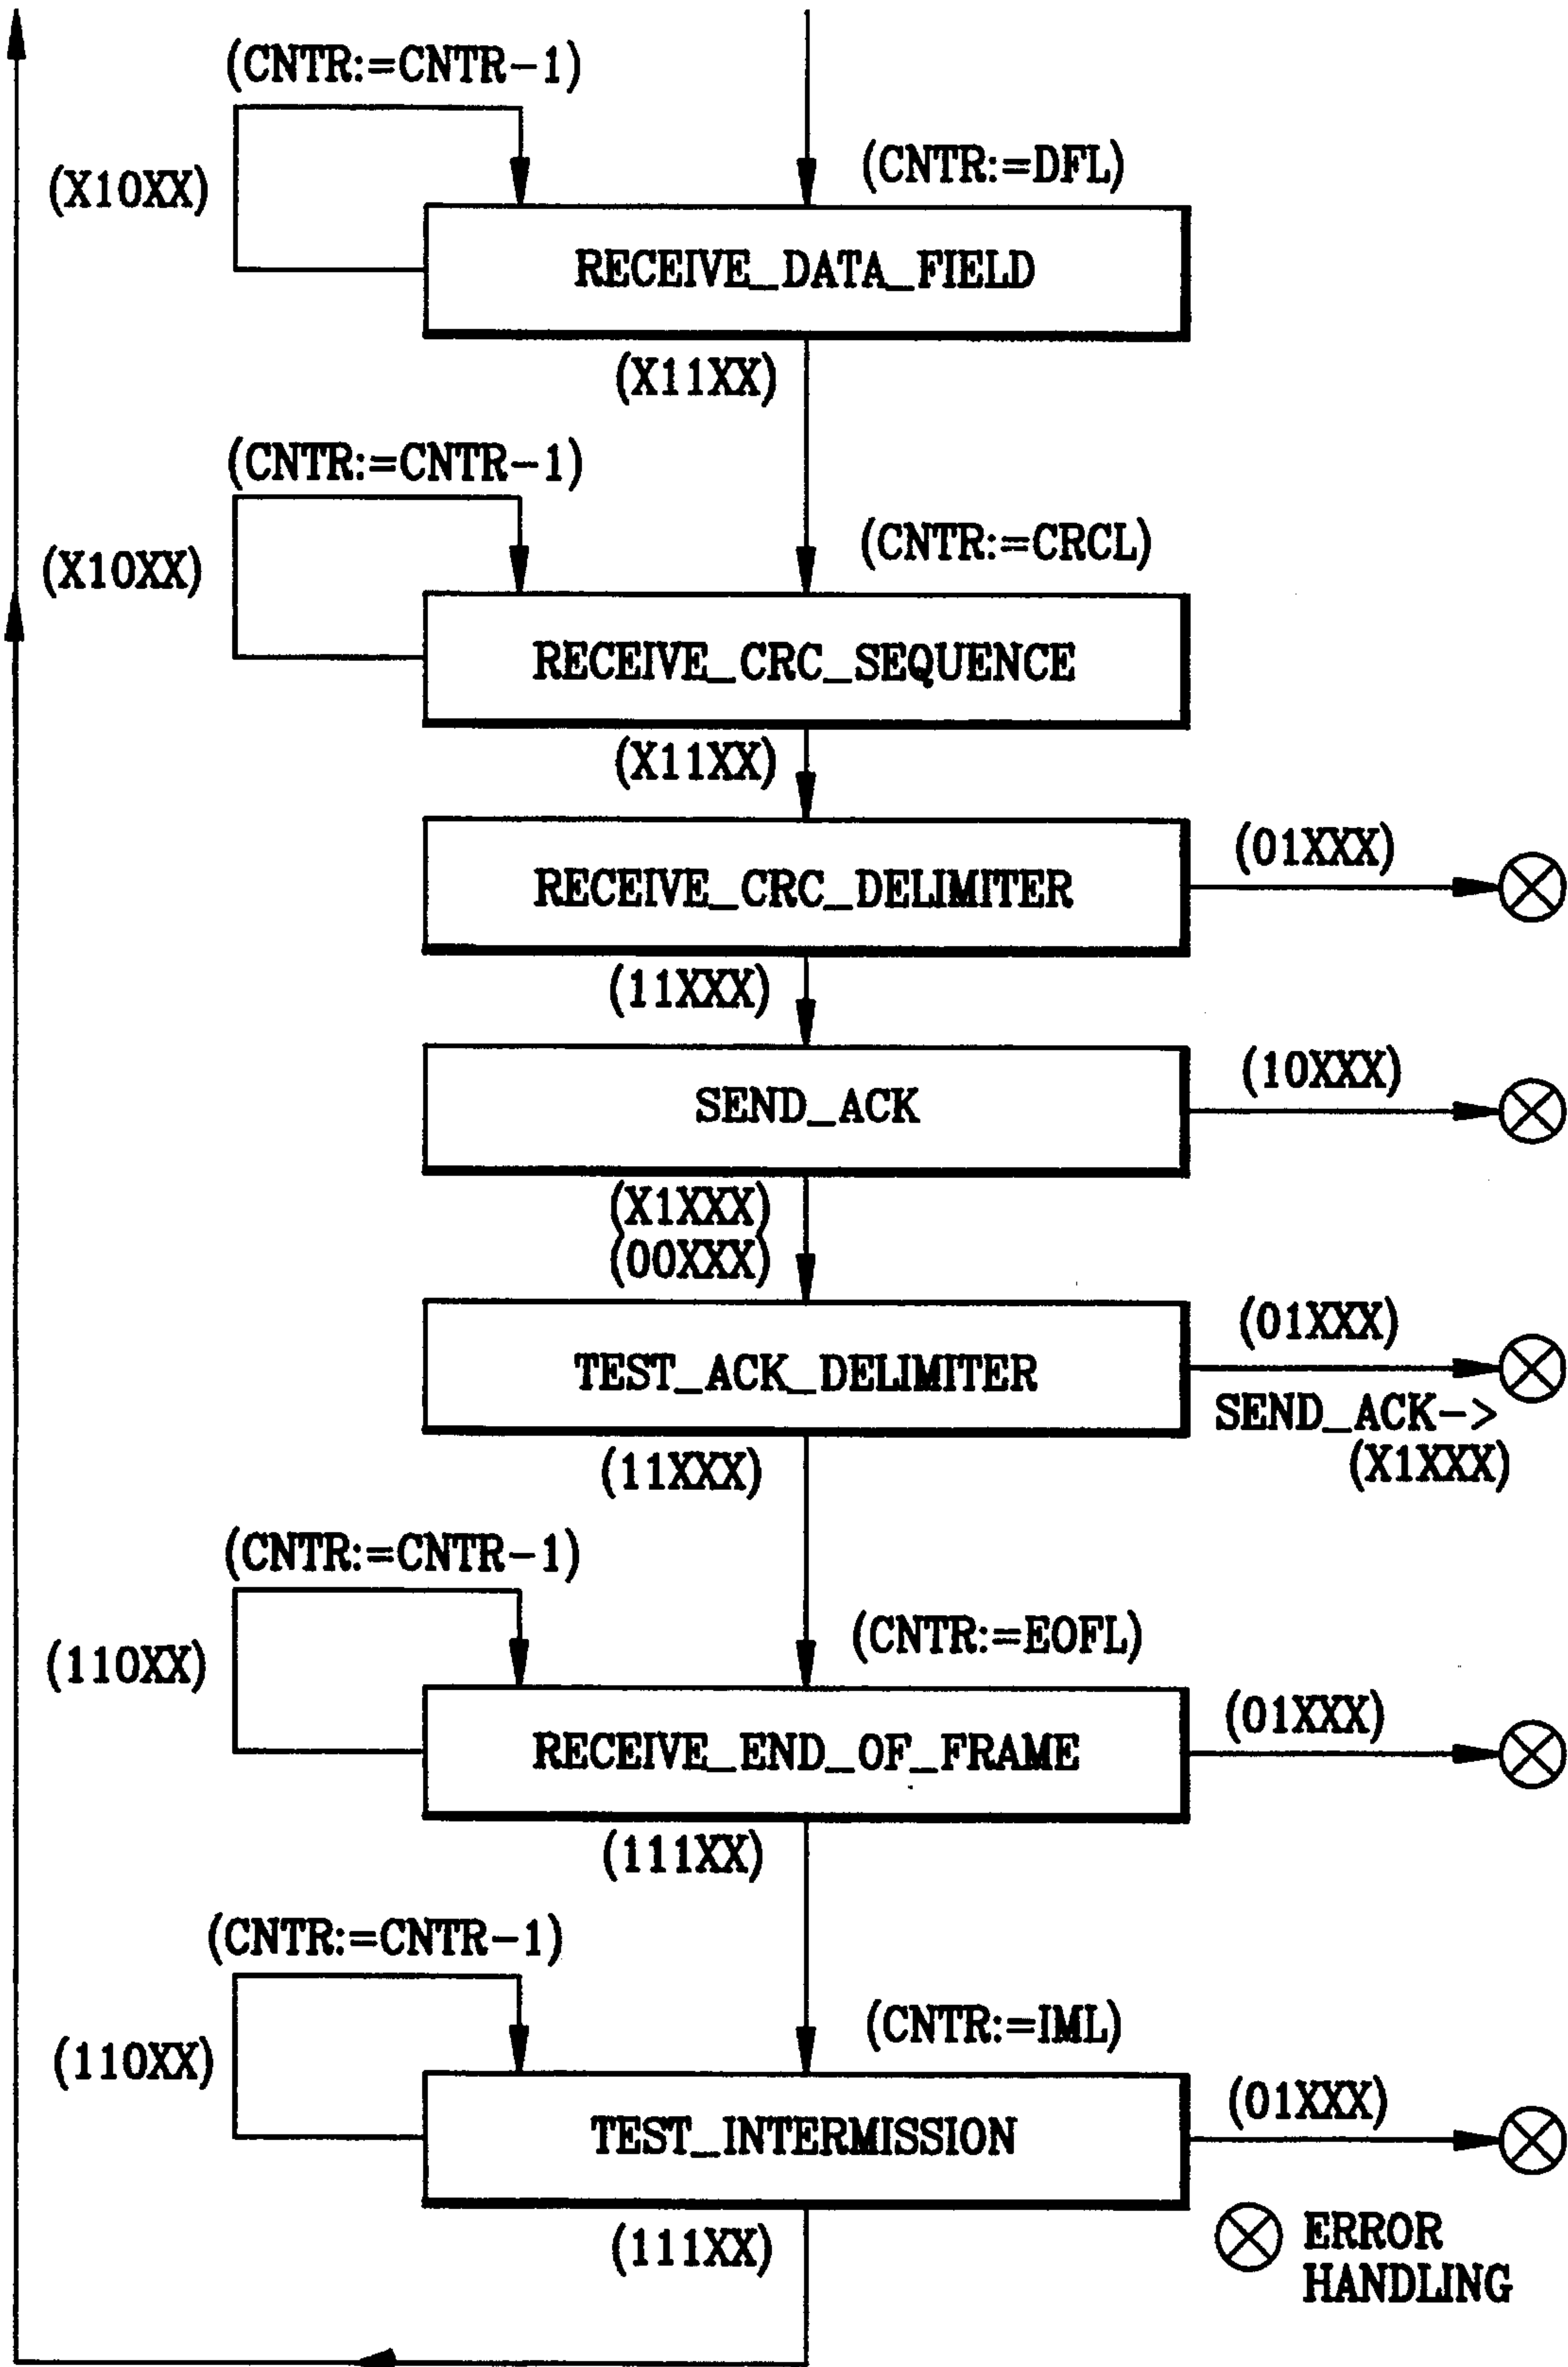 (CNTR:=CNTR-1)
(CNTR:=DFL)
(X10XX)
RECEIVE_DATA_FIELD
(X11XX)
(CNTR:=CNTR-1)
(CNTR:=CRCL)
(X10XX)
RECEIVE_CRC_SEQUENCE
(X11XX)
(01XXX)
RECEIVE_CRC_DELIMITER
(11XXX)
(10XXX)
SEND_ACK
(X1XXX)
(00XXX)
(01XXX)
TEST_ACK_DELIMITER
SEND_ACK->
(X1XXX)
(11XXX)
(CNTR:=CNTR-1)
(CNTR:=EOFL)
(110XX)
(01XXX)
RECEIVE_END_OF_FRAME
(111XX)
(CNTR:=CNTR-1)
(CNTR:=IML)
(110XX)
(01XXX)
TEST_INTERMISSION
(111XX)
ERROR
HANDLING